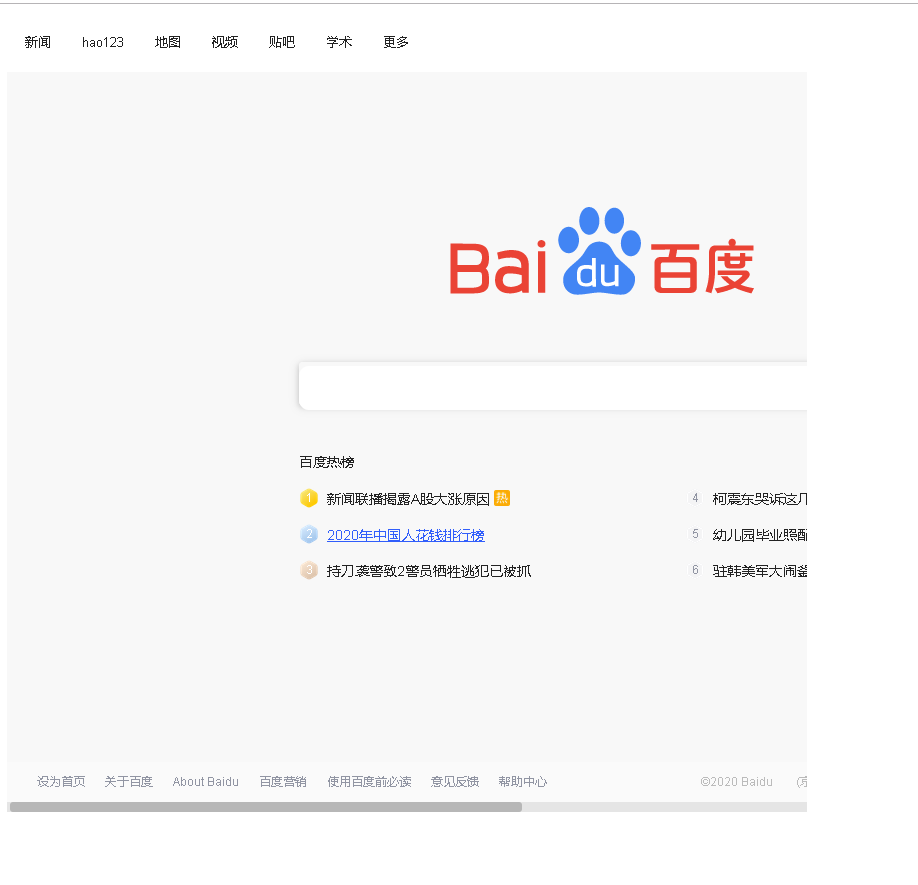 新闻 hao123 地图 视频 贴吧 学术 更多
Bai du 百度
百度热榜
1 新闻联播揭露A股大涨原因 热
4 柯震东哭诉这几
2 2020年中国人花钱排行榜
5 幼儿园毕业照配
3 持刀袭警致2警员牺牲逃犯已被抓
6 驻韩美军大闹釜
设为首页 关于百度 About Baidu 百度营销 使用百度前必读 意见反馈 帮助中心 ©2020 Baidu (京